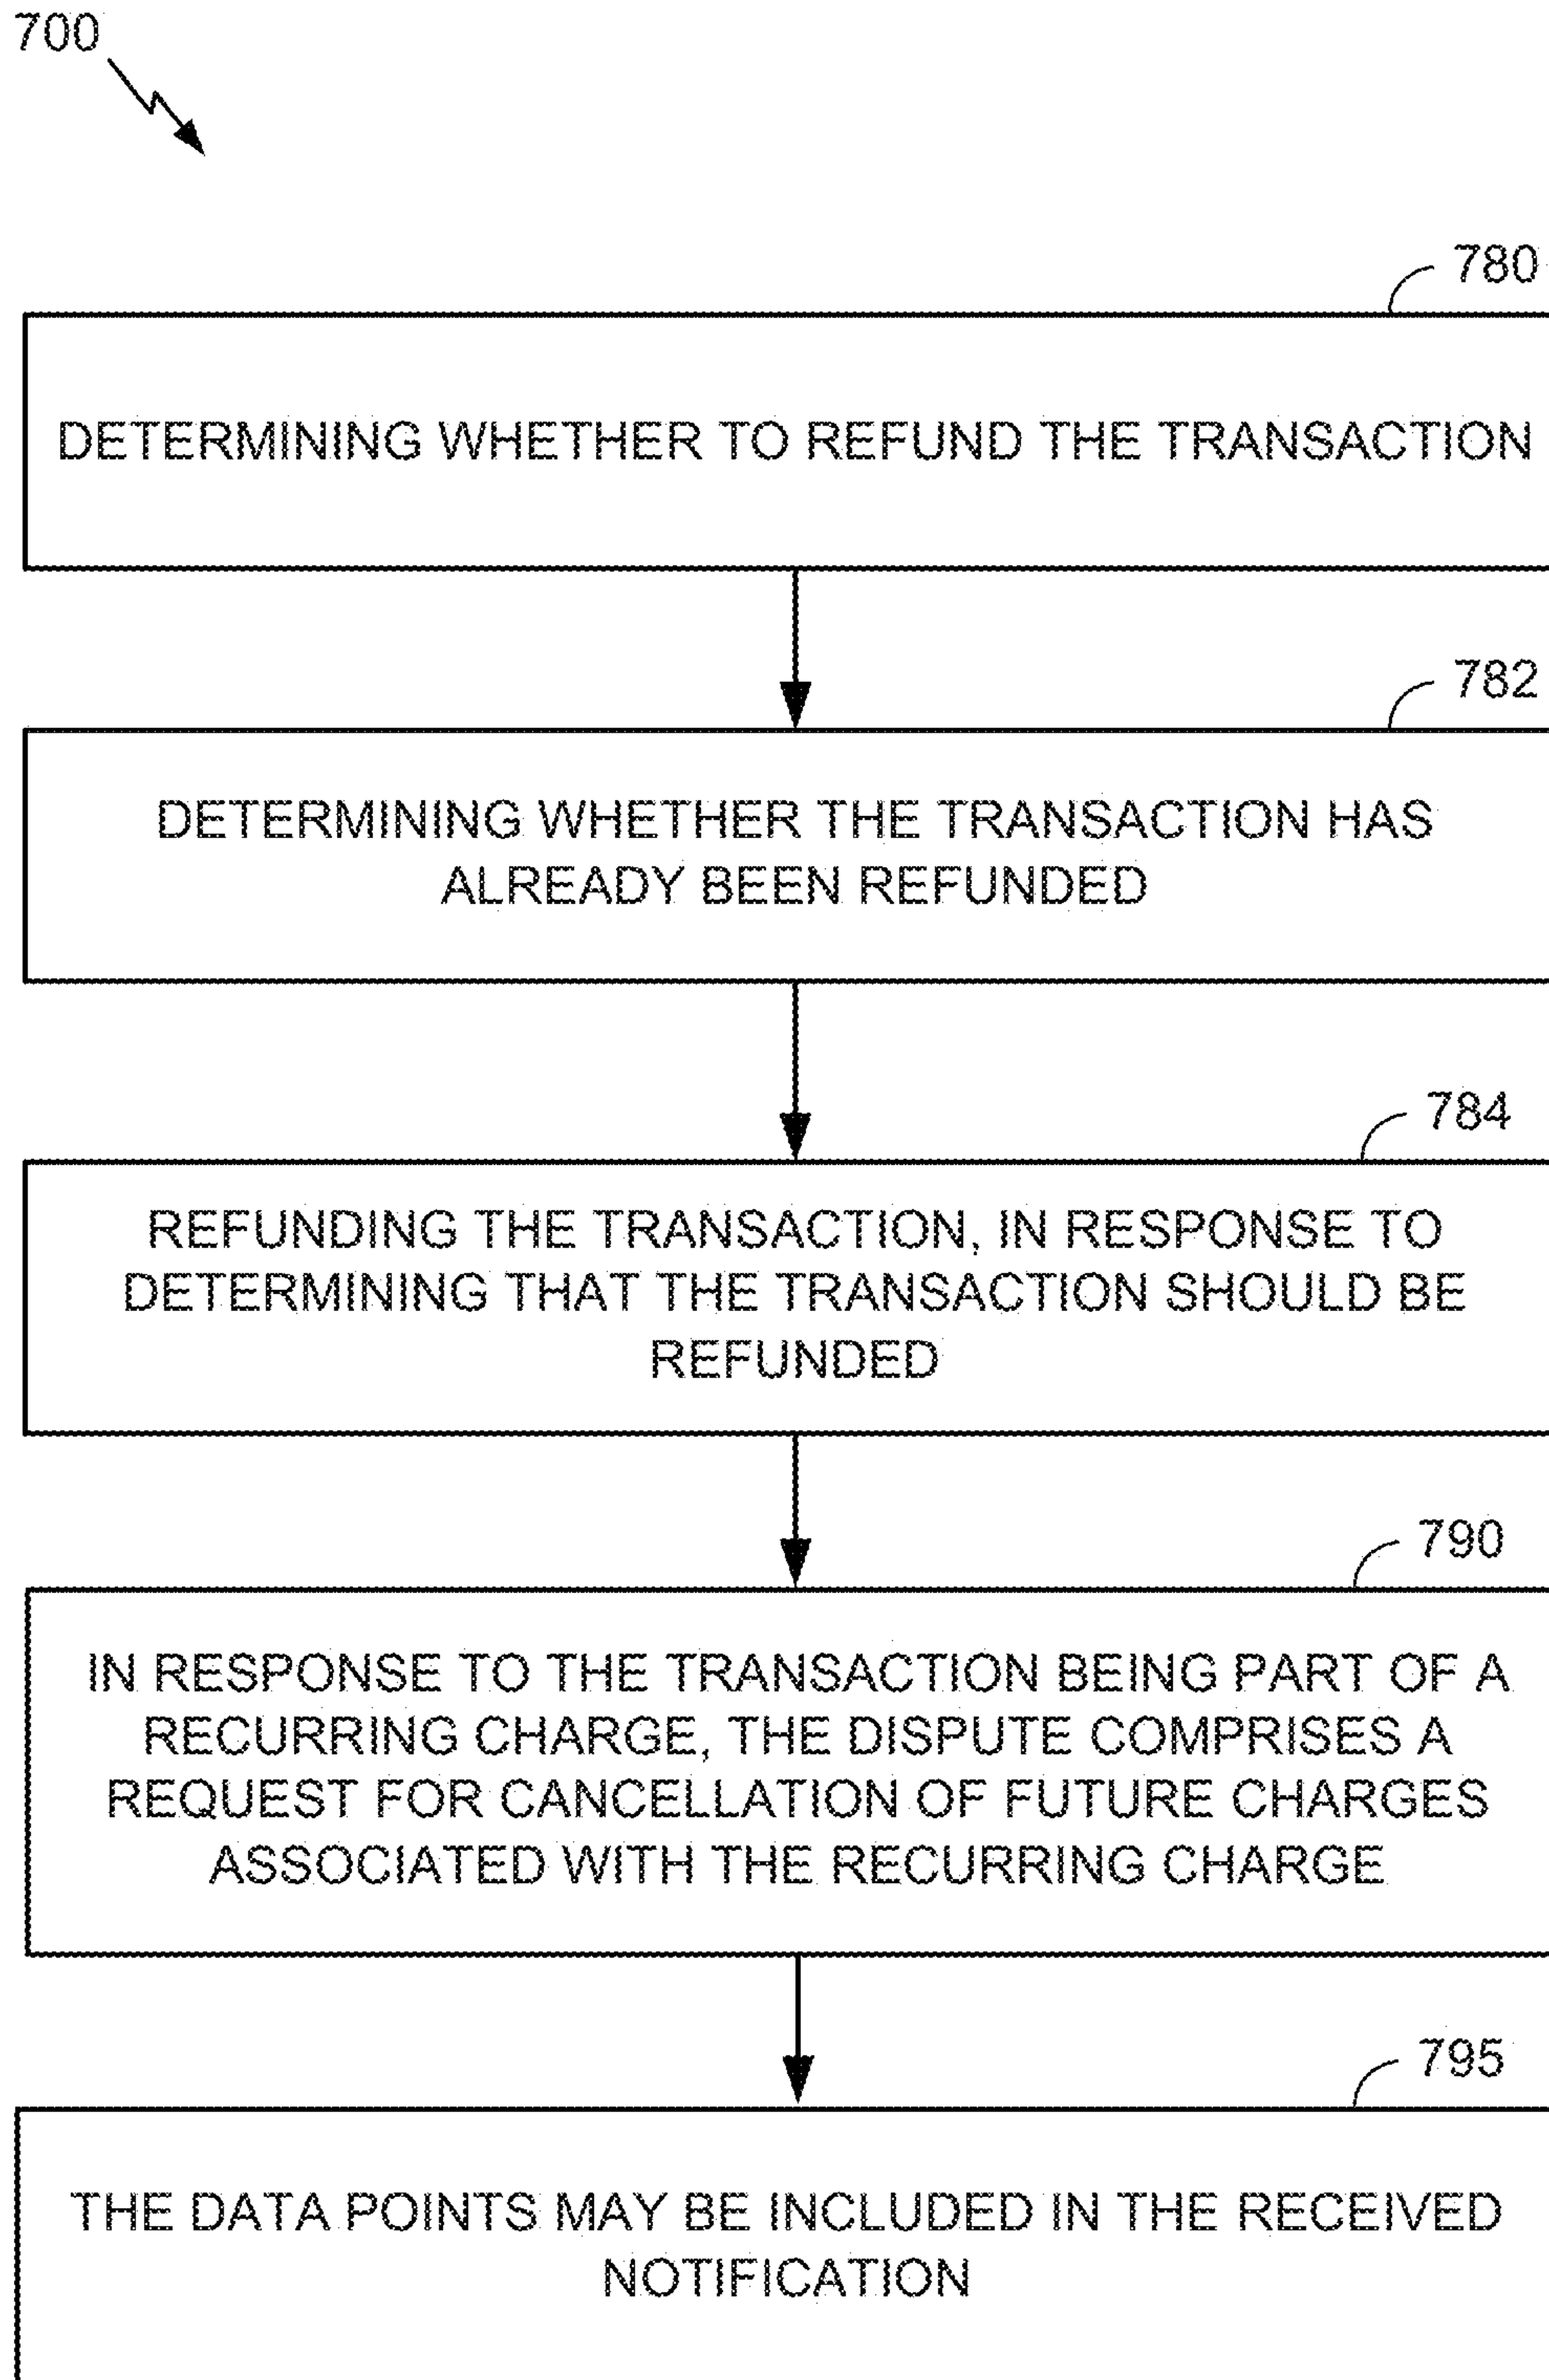 700
780
DETERMINING WHETHER TO REFUND THE TRANSACTION
782
DETERMINING WHETHER THE TRANSACTION HAS
ALREADY BEEN REFUNDED
784
REFUNDING THE TRANSACTION, IN RESPONSE TO
DETERMINING THAT THE TRANSACTION SHOULD BE
REFUNDED
790
IN RESPONSE TO THE TRANSACTION BEING PART OF A
RECURRING CHARGE, THE DISPUTE COMPRISES A
REQUEST FOR CANCELLATION OF FUTURE CHARGES
ASSOCIATED WITH THE RECURRING CHARGE
795
THE DATA POINTS MAY BE INCLUDED IN THE RECEIVED
NOTIFICATION